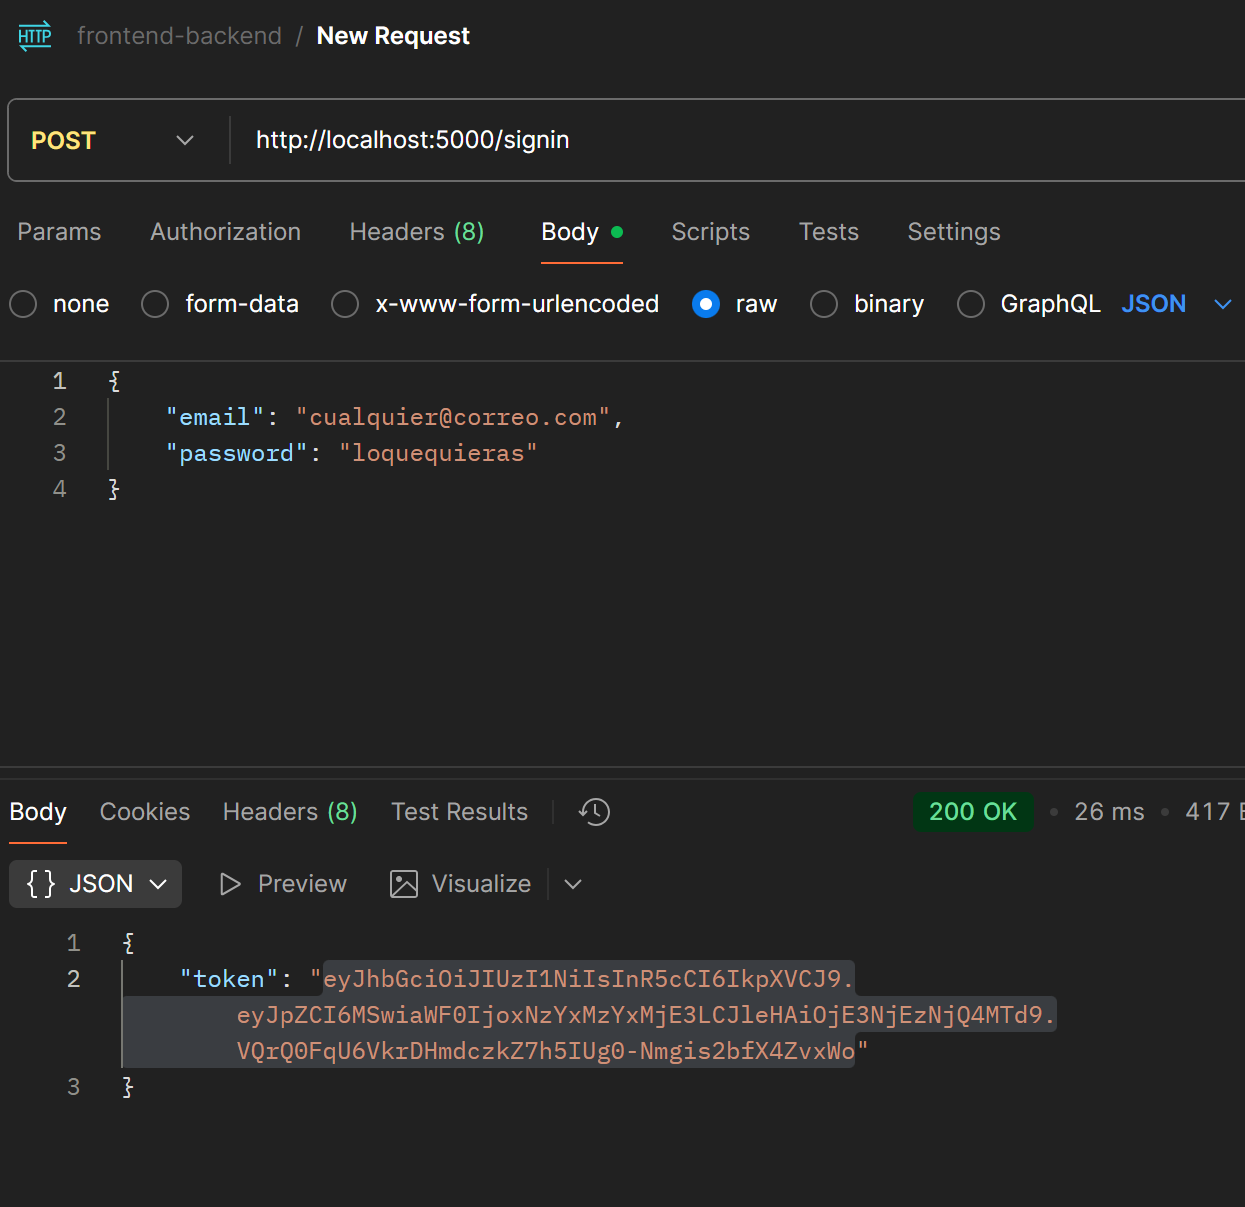 HTTP frontend-backend / New Request
POST http://localhost:5000/signin
Params Authorization Headers (8) Body Scripts Tests Settings
none form-data x-www-form-urlencoded raw binary GraphQL JSON
1 {
2 "email": "cualquier@correo.com",
3 "password": "loquequieras"
4 }
Body Cookies Headers (8) Test Results 200 OK • 26 ms • 417
{ } JSON Preview Visualize
1 {
2 "token": "eyJhbGciOiJIUzI1NiIsInR5cCI6IkpXVCJ9.
eyJpZCI6MSwiaWF0IjoxNzYxMzYxMjE3LCJleHAiOjE3NjEzNjQ4MTd9.
VQrQ0FqU6VkrDHmdczkZ7h5IUg0-Nmgis2bfX4ZvxWo"
3 }